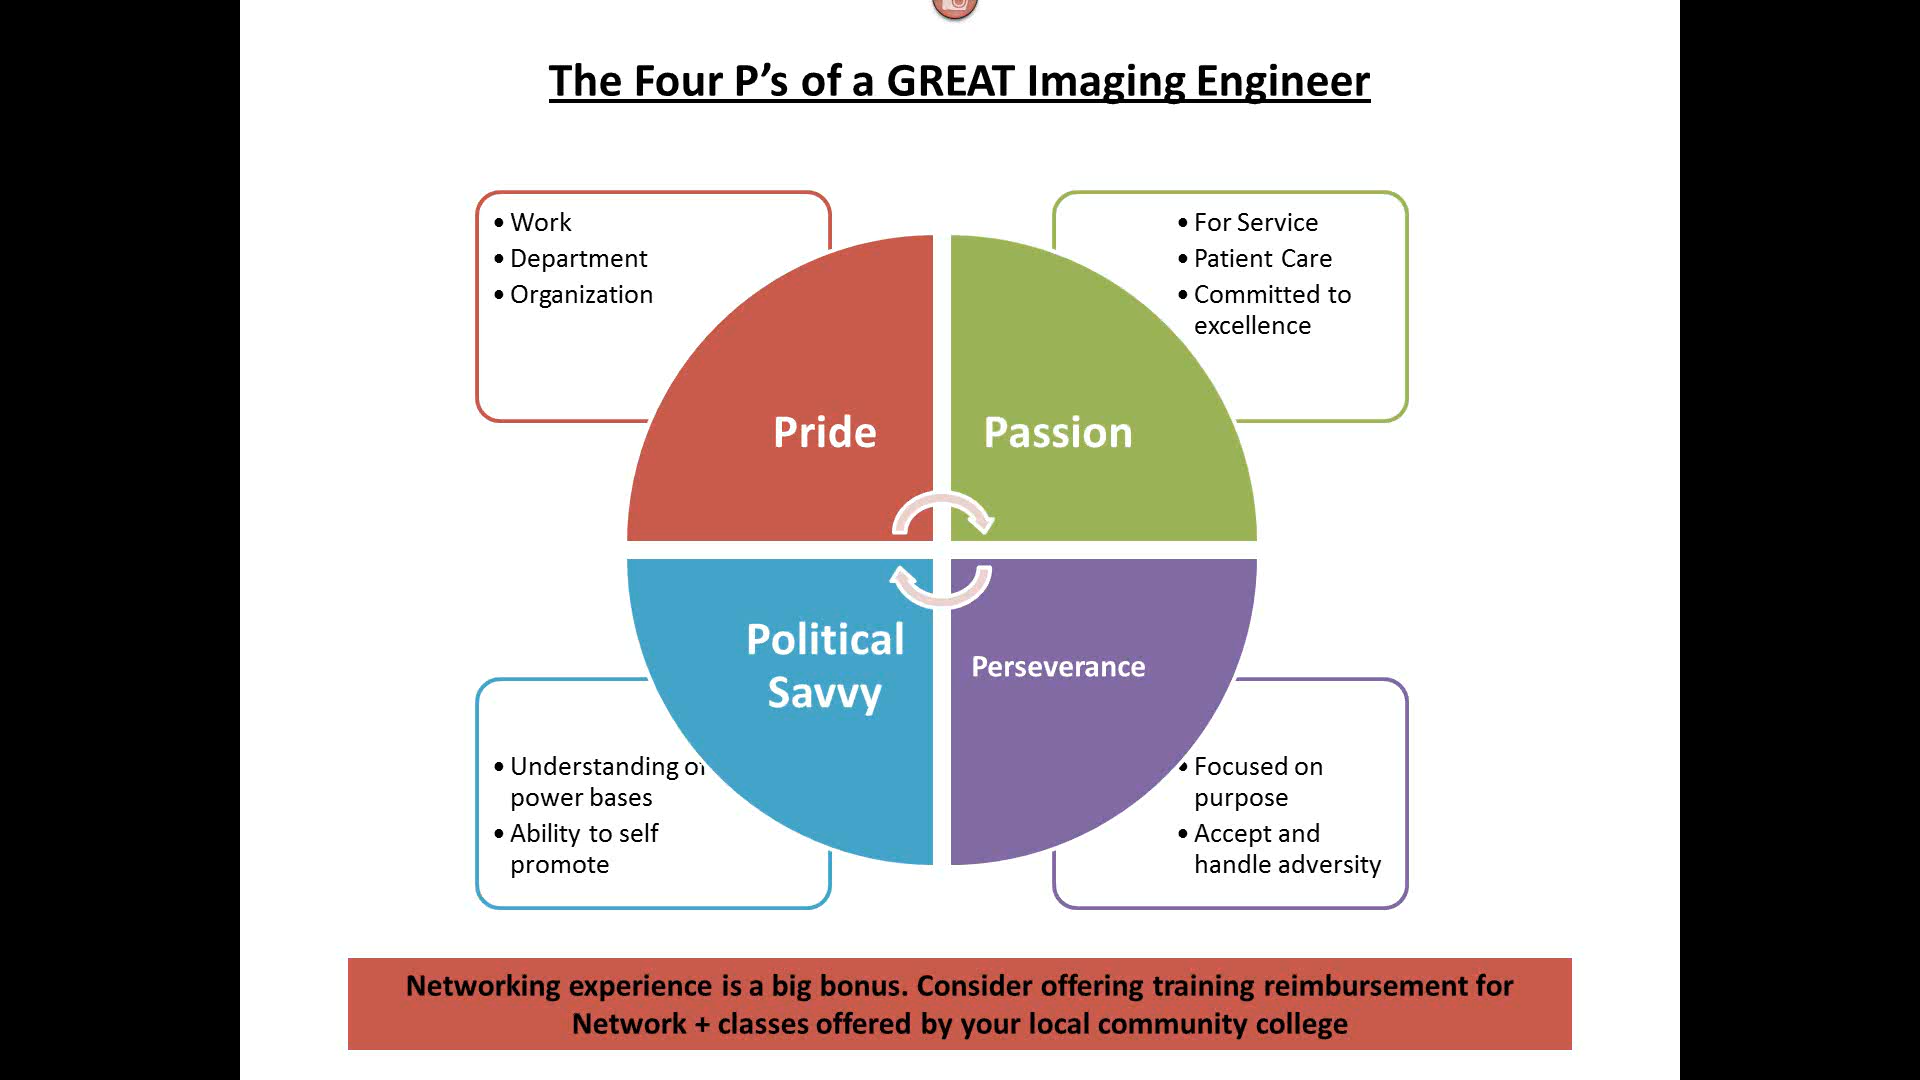 The Four P’s of a GREAT Imaging Engineer
• Work
• Department
• Organization
• For Service
• Patient Care
• Committed to
excellence
Pride
Passion
Political
Savvy
Perseverance
• Understanding of
power bases
• Ability to self
promote
• Focused on
purpose
• Accept and
handle adversity
Networking experience is a big bonus. Consider offering training reimbursement for
Network + classes offered by your local community college